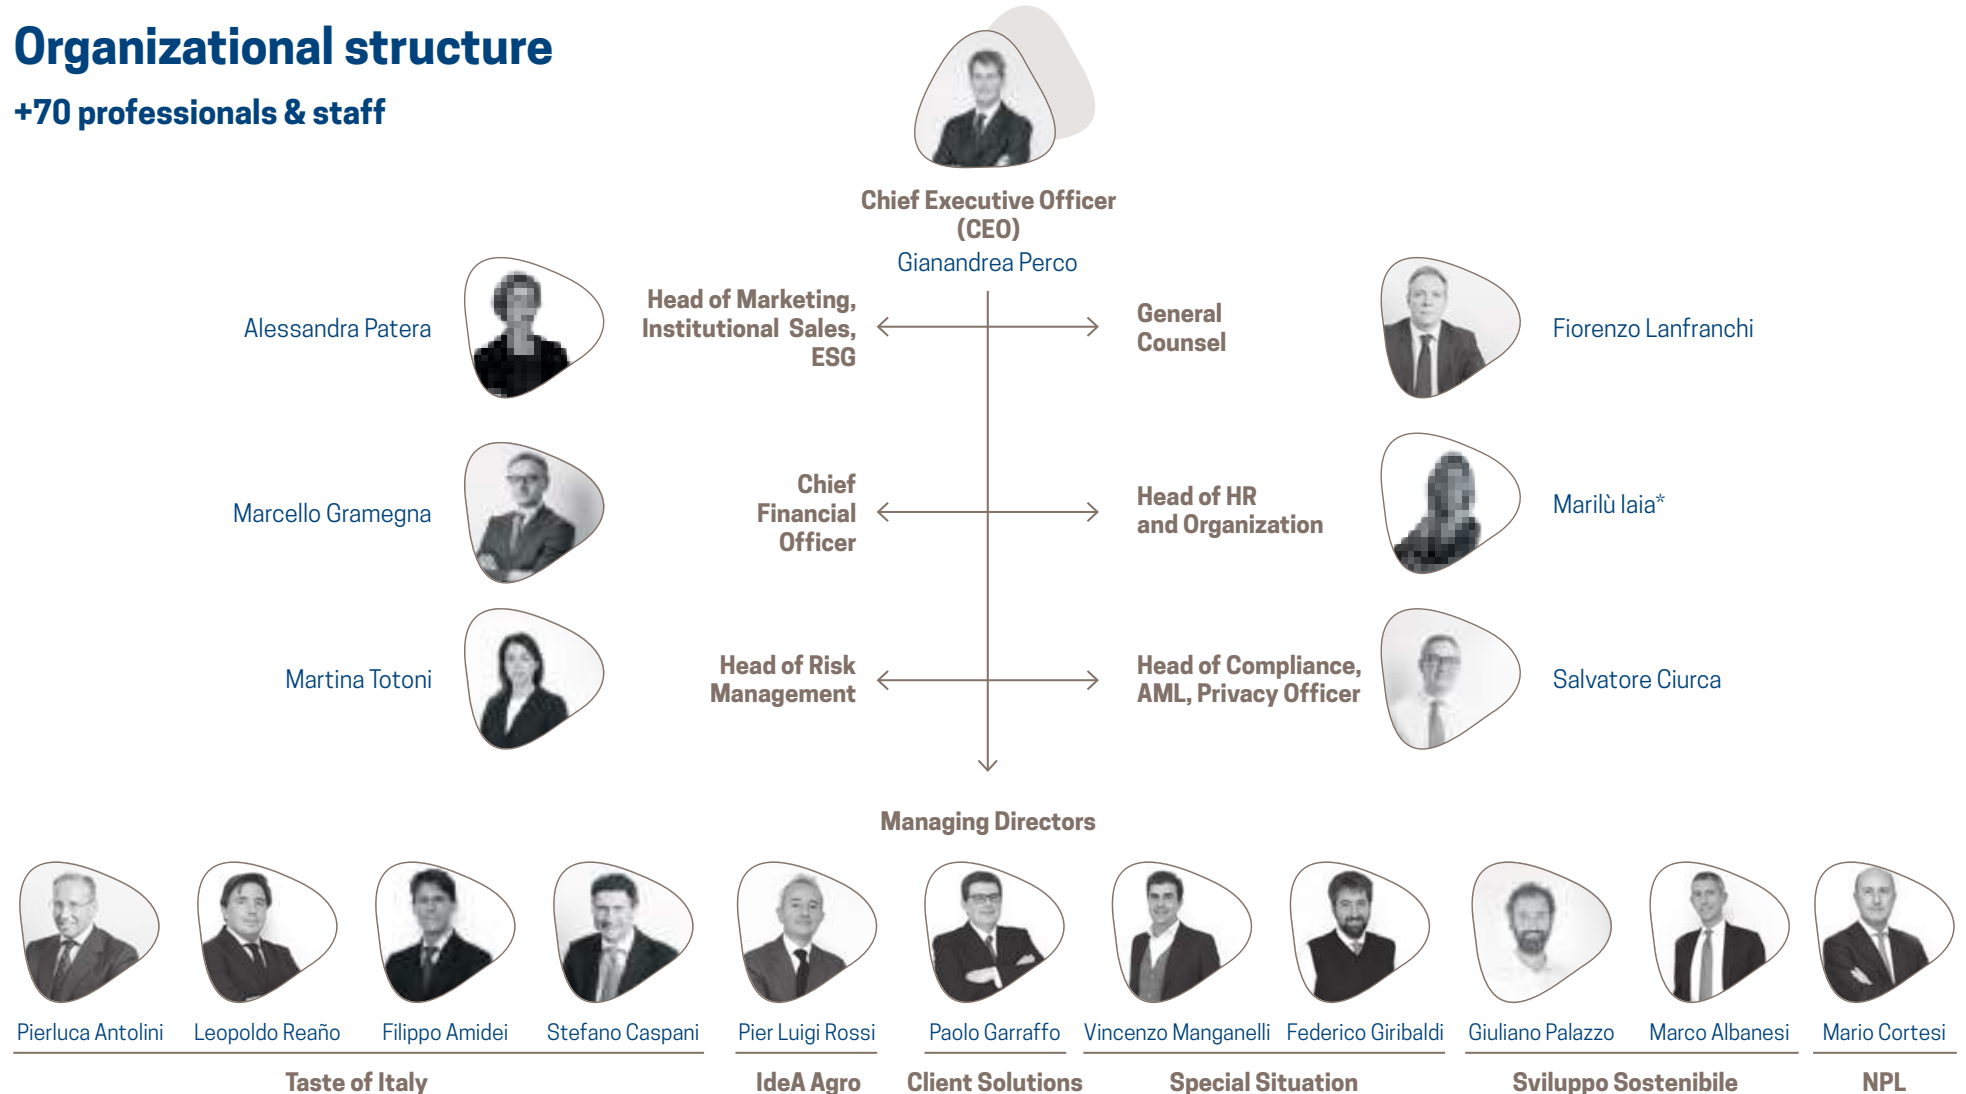 Organizational structure
+70 professionals & staff
Chief Executive Officer
(CEO)
Gianandrea Perco
Alessandra Patera
Head of Marketing,
Institutional Sales,
ESG
General
Counsel
Fiorenzo Lanfranchi
Marcello Gramegna
Chief
Financial
Officer
Head of HR
and Organization
Marilù Iaia*
Martina Totoni
Head of Risk
Management
Head of Compliance,
AML, Privacy Officer
Salvatore Ciurca
Managing Directors
Pierluca Antolini
Leopoldo Reaño
Filippo Amidei
Stefano Caspani
Pier Luigi Rossi
Paolo Garraffo
Vincenzo Manganelli
Federico Giribaldi
Giuliano Palazzo
Marco Albanesi
Mario Cortesi
Taste of Italy
IdeA Agro
Client Solutions
Special Situation
Sviluppo Sostenibile
NPL